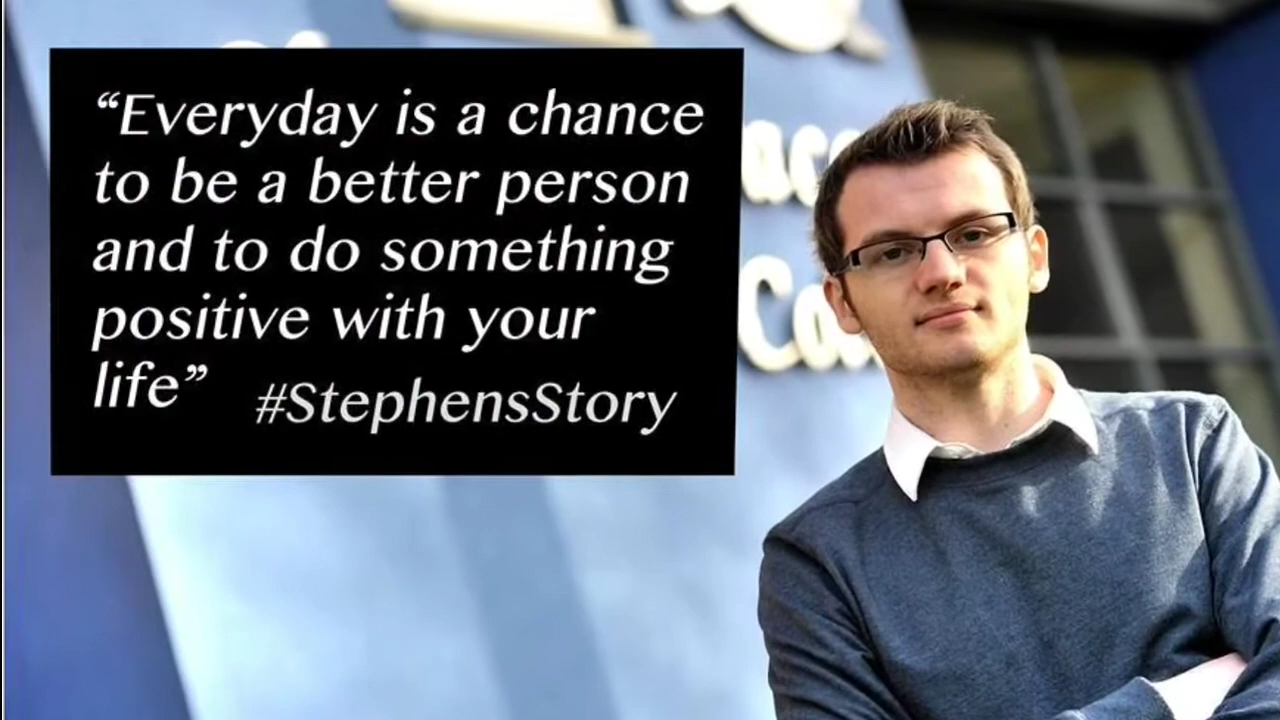 “Everyday is a chance
to be a better person
and to do something
positive with your
life”
#StephensStory